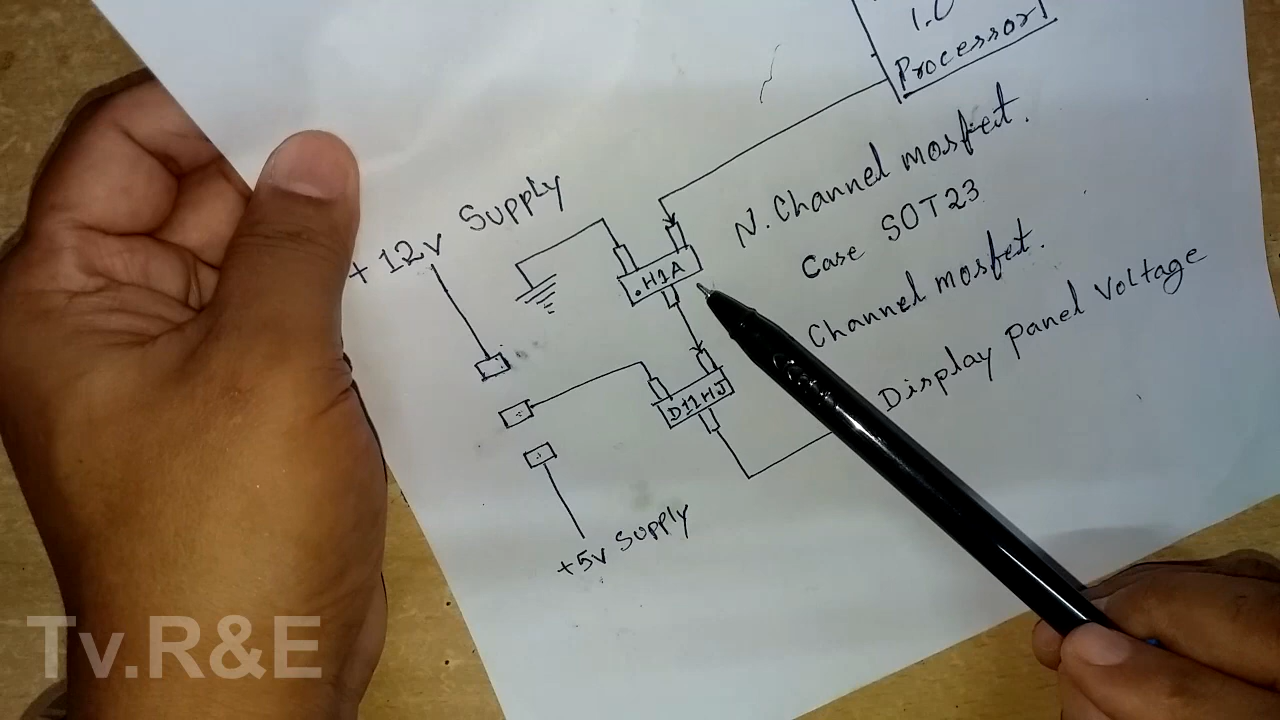 Processor
N. Channel mosfet.
Case SOT23
+12v Supply
.H1A
Channel mosfet.
D11HJ
Display Panel Voltage
+5v Supply
Tv.R&E